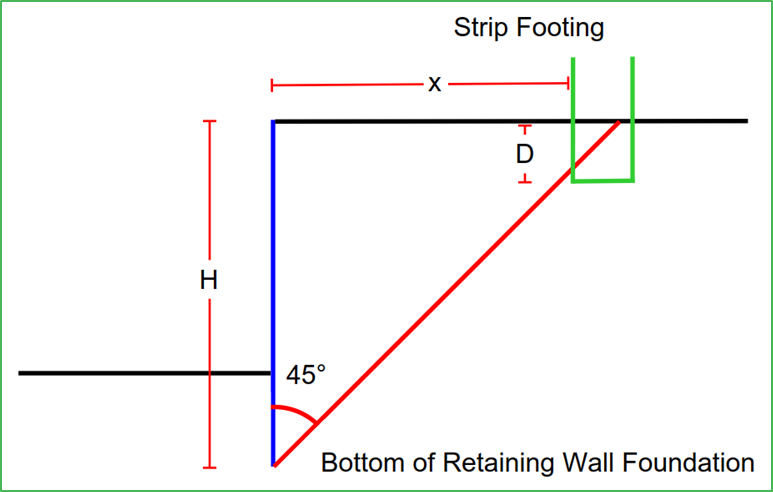 Strip Footing
x
D
H
45°
Bottom of Retaining Wall Foundation